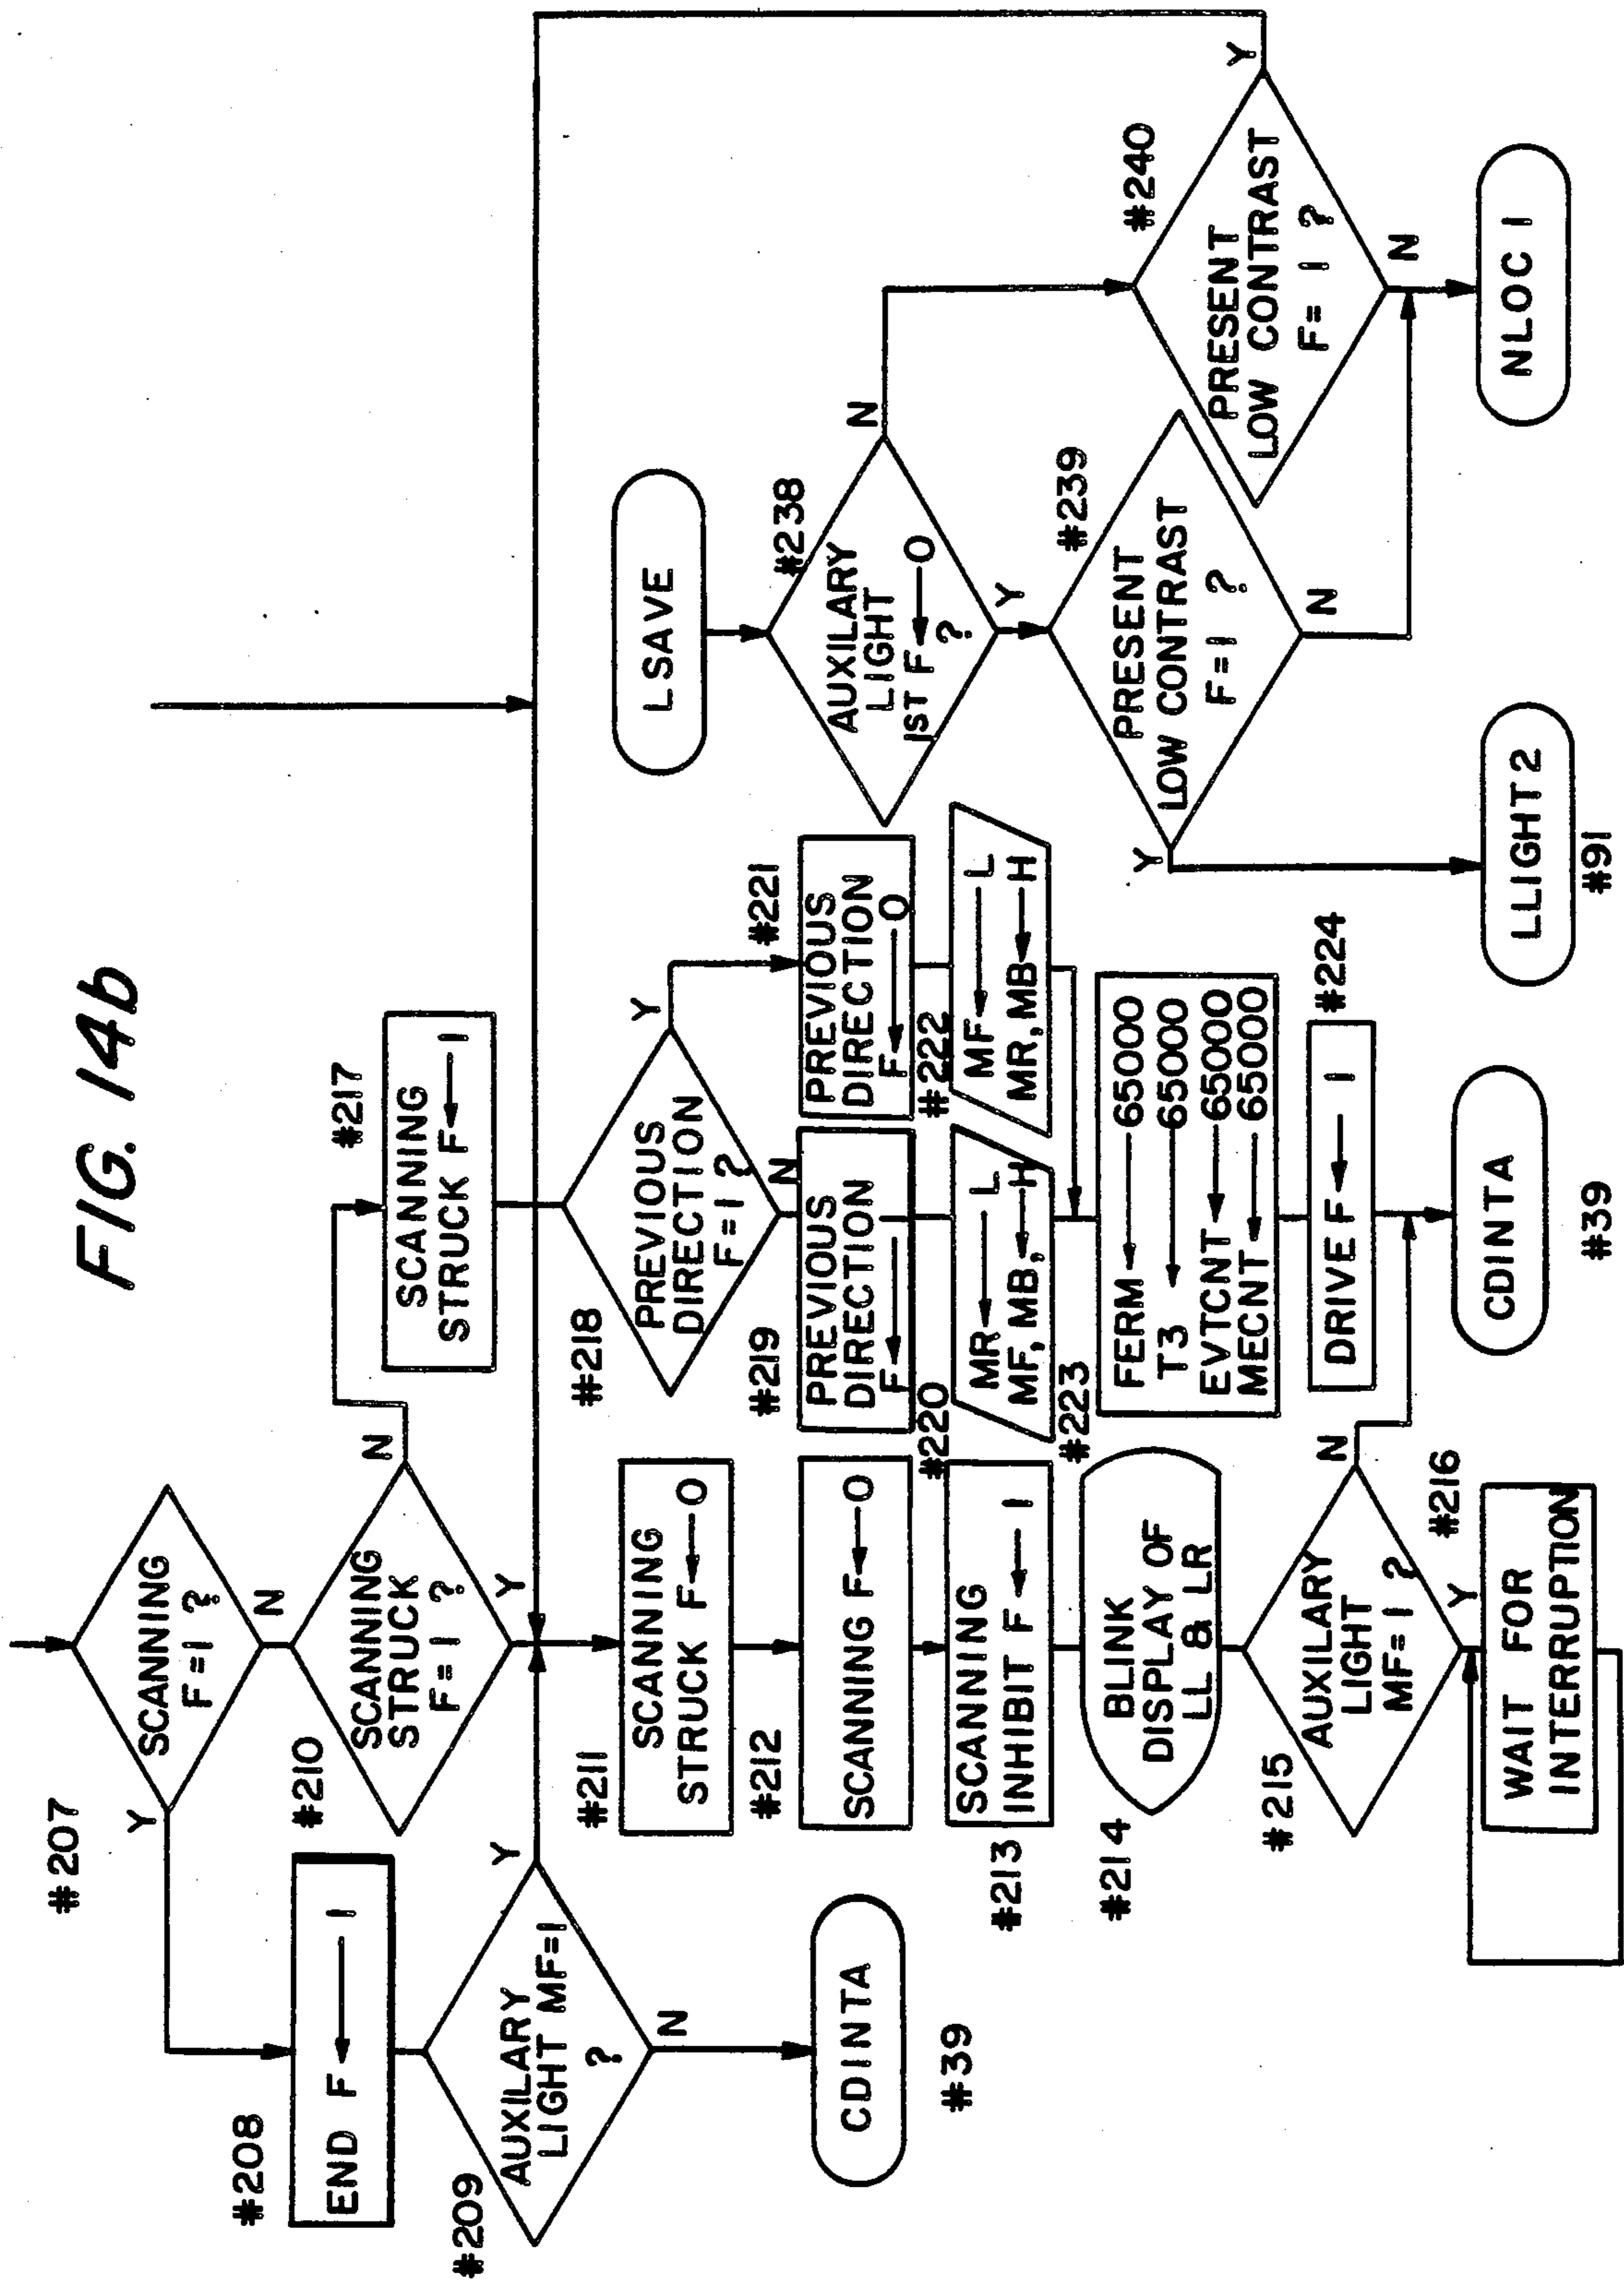 FIG. 14b
#207
SCANNING
F=1 ?
Y
N
#208
END F ← 1
#209
AUXILARY
LIGHT MF=1
?
Y
N
CDINTA
#39
#210
SCANNING
STRUCK
F=1 ?
N
Y
#211
SCANNING
STRUCK F←0
#212
SCANNING F←0
#213
SCANNING
INHIBIT F ← 1
#214
BLINK
DISPLAY OF
LL & LR
#215
AUXILARY
LIGHT
MF=1 ?
N
Y
#216
WAIT FOR
INTERRUPTION
#217
SCANNING
STRUCK F←1
#218
PREVIOUS
DIRECTION
F=1 ?
Y
N
#219
PREVIOUS
DIRECTION
F←1
#220
MR←L
MF, MB,←H
#221
PREVIOUS
DIRECTION
F←0
#222
MF←L
MR, MB←H
#223
FERM←65000
T3 ← 65000
EVTCNT←65000
MECNT←65000
#224
DRIVE F← 1
CDINTA
#39
LSAVE
#238
AUXILARY
LIGHT
1ST F←0
?
N
Y
#239
PRESENT
LOW CONTRAST
F=1 ?
Y
N
LLIGHT2
#91
#240
PRESENT
LOW CONTRAST
F= 1 ?
Y
N
NLOC 1